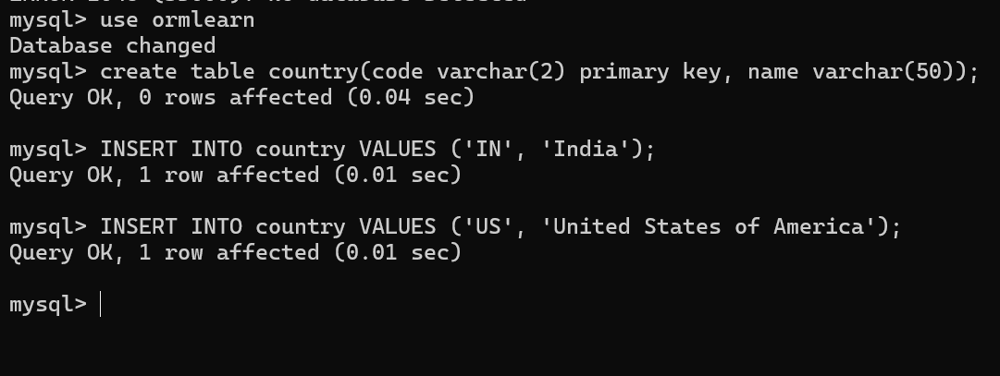 mysql> use ormlearn
Database changed
mysql> create table country(code varchar(2) primary key, name varchar(50));
Query OK, 0 rows affected (0.04 sec)
mysql> INSERT INTO country VALUES ('IN', 'India');
Query OK, 1 row affected (0.01 sec)
mysql> INSERT INTO country VALUES ('US', 'United States of America');
Query OK, 1 row affected (0.01 sec)
mysql>